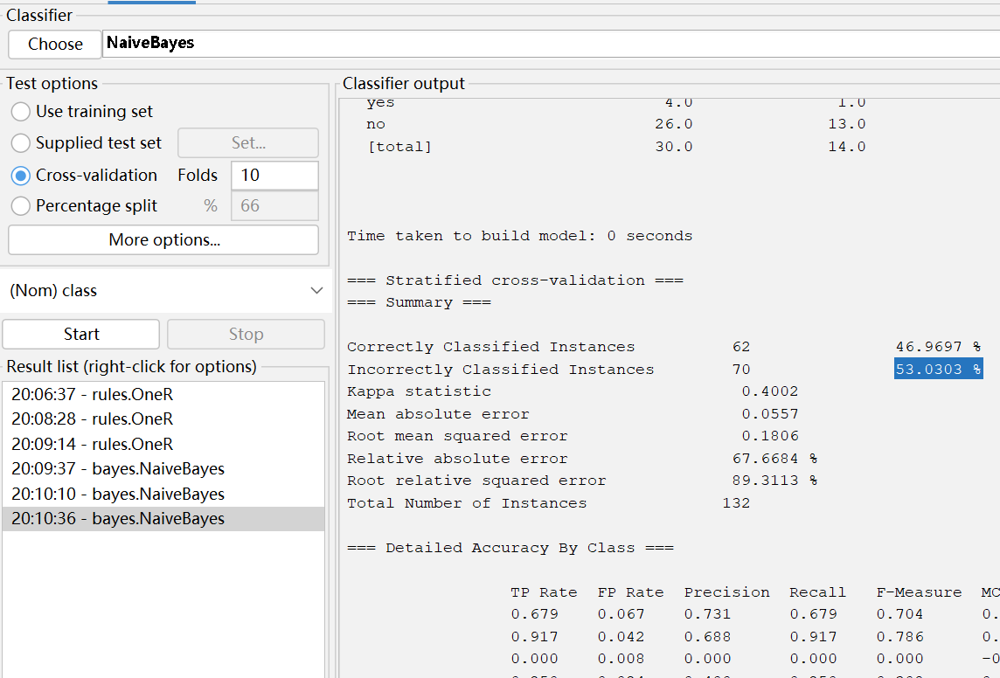 Classifier
Choose NaiveBayes
Test options
Use training set
Supplied test set Set...
Cross-validation Folds 10
Percentage split % 66
More options...
(Nom) class
Start Stop
Result list (right-click for options)
20:06:37 - rules.OneR
20:08:28 - rules.OneR
20:09:14 - rules.OneR
20:09:37 - bayes.NaiveBayes
20:10:10 - bayes.NaiveBayes
20:10:36 - bayes.NaiveBayes
Classifier output
yes 4.0 1.0
no 26.0 13.0
[total] 30.0 14.0
Time taken to build model: 0 seconds
=== Stratified cross-validation ===
=== Summary ===
Correctly Classified Instances 62 46.9697 %
Incorrectly Classified Instances 70 53.0303 %
Kappa statistic 0.4002
Mean absolute error 0.0557
Root mean squared error 0.1806
Relative absolute error 67.6684 %
Root relative squared error 89.3113 %
Total Number of Instances 132
=== Detailed Accuracy By Class ===
TP Rate FP Rate Precision Recall F-Measure MC
0.679 0.067 0.731 0.679 0.704 0.
0.917 0.042 0.688 0.917 0.786 0.
0.000 0.008 0.000 0.000 0.000 -0